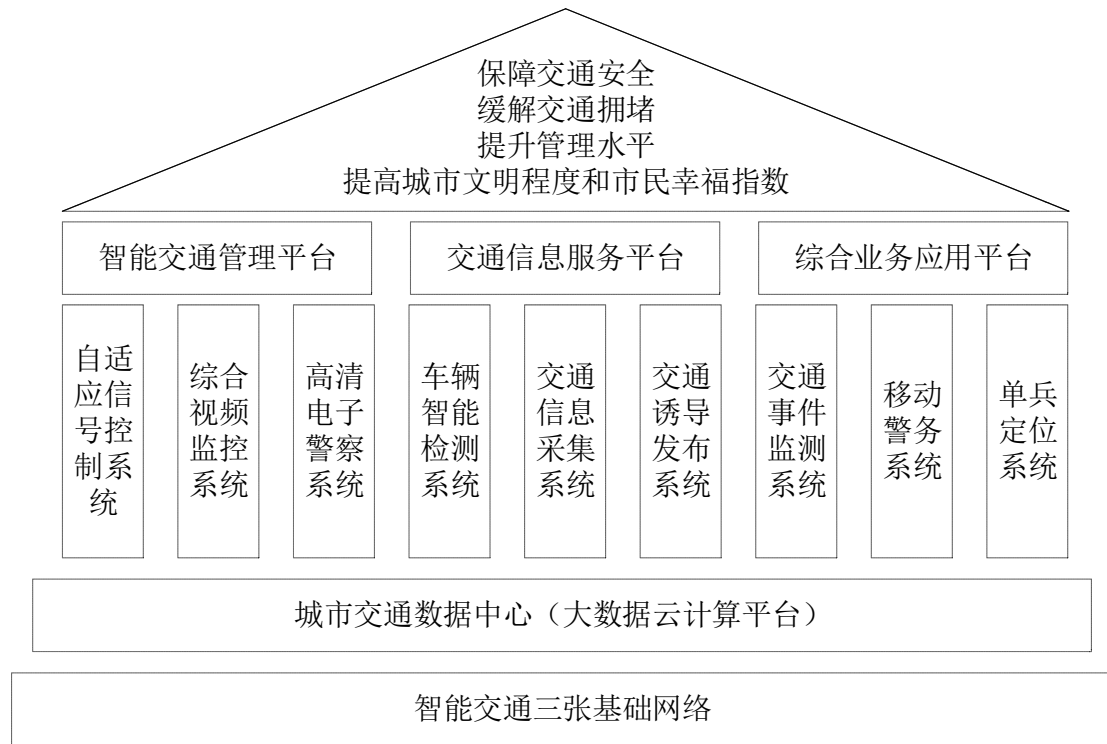 保障交通安全
缓解交通拥堵
提升管理水平
提高城市文明程度和市民幸福指数
智能交通管理平台
交通信息服务平台
综合业务应用平台
自适
应信
号控
制系
统
综合
视频
监控
系统
高清
电子
警察
系统
车辆
智能
检测
系统
交通
信息
采集
系统
交通
诱导
发布
系统
交通
事件
监测
系统
移动
警务
系统
单兵
定位
系统
城市交通数据中心（大数据云计算平台）
智能交通三张基础网络